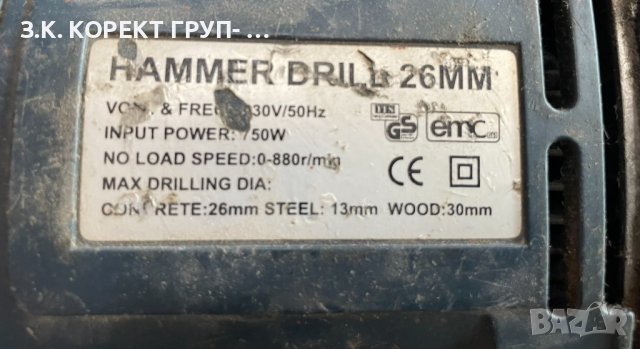 З.К. КОРЕКТ ГРУП- ...
HAMMER DRILL 26MM
& 30V/50Hz
INPUT POWER: 750W
NO LOAD SPEED:0-880r/min
MAX DRILLING DIA:
CONCRETE:26mm STEEL: 13mm WOOD:30mm
GS
emc
CE
BAZAR